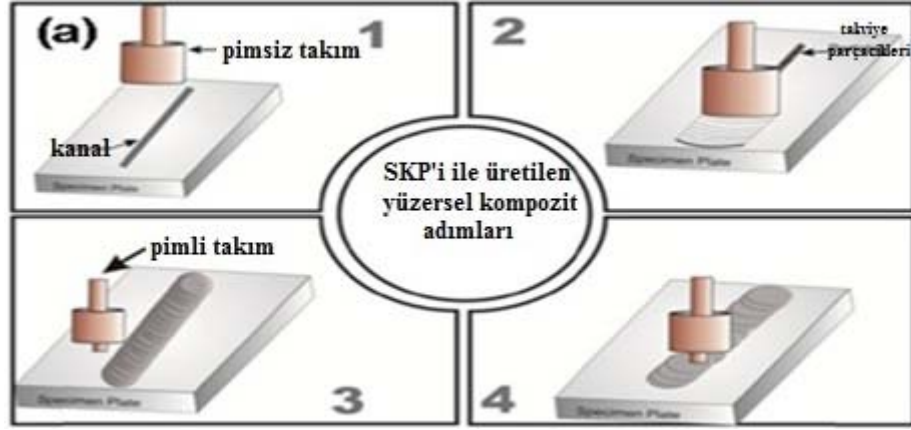 (a)
pimsiz takım
1
kanal
Specimen Plate
2
takviye
parçacikleri
Specimen Plate
SKP'i ile üretilen
yüzersel kompozit
adımları
pimli takım
3
Specimen Plate
4
Specimen Plate